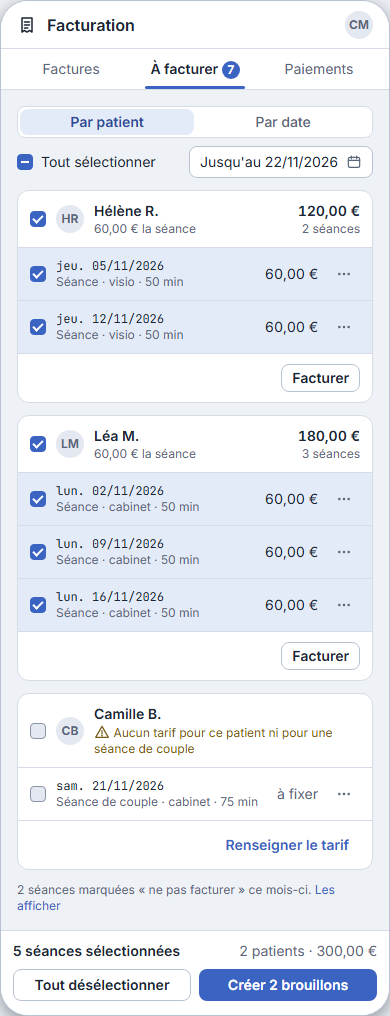 Facturation
CM
Factures
À facturer 7
Paiements
Par patient
Par date
Tout sélectionner
Jusqu'au 22/11/2026
HR
Hélène R.
120,00 €
60,00 € la séance
2 séances
jeu. 05/11/2026
Séance · visio · 50 min
60,00 €
jeu. 12/11/2026
Séance · visio · 50 min
60,00 €
Facturer
LM
Léa M.
180,00 €
60,00 € la séance
3 séances
lun. 02/11/2026
Séance · cabinet · 50 min
60,00 €
lun. 09/11/2026
Séance · cabinet · 50 min
60,00 €
lun. 16/11/2026
Séance · cabinet · 50 min
60,00 €
Facturer
CB
Camille B.
Aucun tarif pour ce patient ni pour une
séance de couple
sam. 21/11/2026
Séance de couple · cabinet · 75 min
à fixer
Renseigner le tarif
2 séances marquées « ne pas facturer » ce mois-ci. Les
afficher
5 séances sélectionnées
2 patients · 300,00 €
Tout désélectionner
Créer 2 brouillons